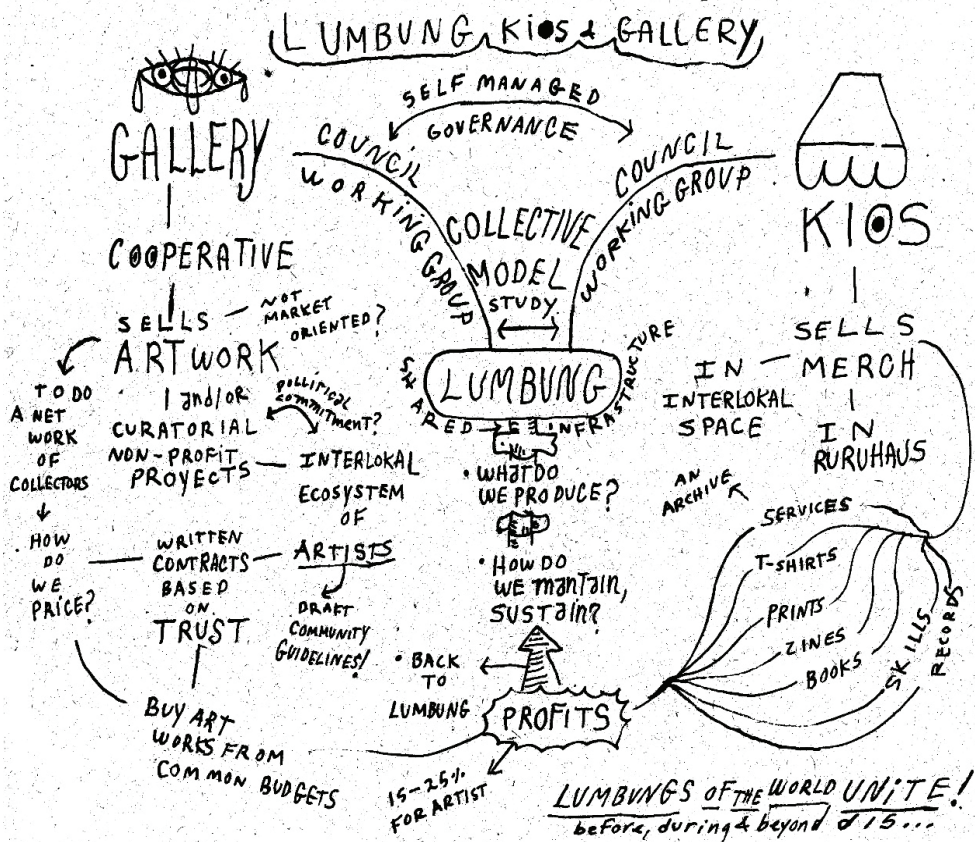 LUMBUNG KiOS & GALLERY
SELF MANAGED
GOVERNANCE
GALLERY
COUNCIL
WORKING GROUP
COUNCIL
WORKING GROUP
KIOS
COLLECTIVE
MODEL
STUDY
LUMBUNG
SHARED INFRASTRUCTURE
COOPERATIVE
SELLS
ARTWORK
NOT
MARKET
ORIENTED?
TO DO
A NET
WORK
OF
COLLECTORS
HOW
DO
WE
PRICE?
and/or
CURATORIAL
NON-PROFIT
PROYECTS
POLLITICAL
COMMITMENT?
INTERLOKAL
ECOSYSTEM
OF
ARTISTS
DRAFT
COMMUNITY
GUIDELINES!
WRITTEN
CONTRACTS
BASED
ON
TRUST
BUY ART
WORKS FROM
COMMON BUDGETS
• WHAT DO
WE PRODUCE?
• HOW DO
WE MANTAIN,
SUSTAIN?
• BACK
TO
LUMBUNG
PROFITS
15-25%
FOR ARTIST
SELLS
MERCH
IN
INTERLOKAL
SPACE
IN
RURUHAUS
AN
ARCHIVE
SERVICES
T-SHIRTS
PRINTS
ZINES
BOOKS
SKILLS
RECORDS
LUMBUNGS OF THE WORLD UNiTE!
before, during & beyond d15...